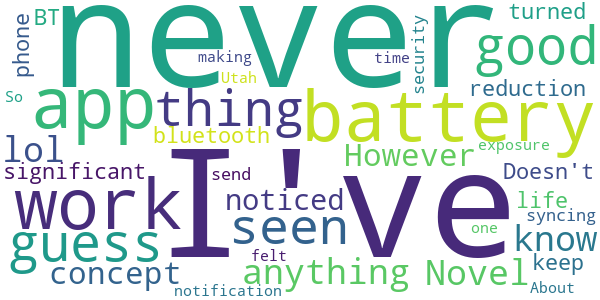 never
I've
battery
app
work
thing
good
guess
seen
know
anything
Novel
However
concept
noticed
lol
phone
BT
making
Utah
time
security
turned
reduction
So
bluetooth
exposure
significant
send
Doesn't
life
syncing
one
felt
keep
notification
About